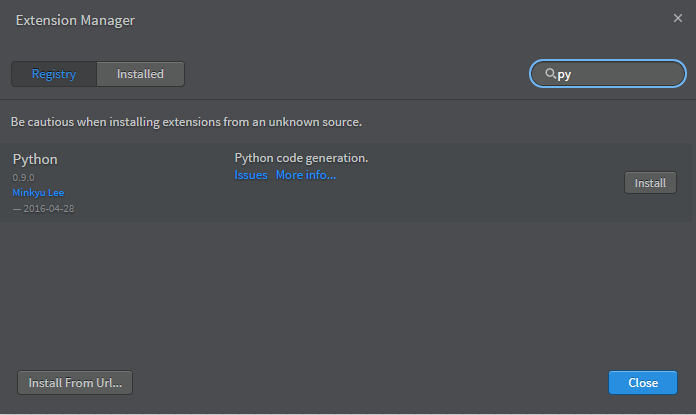 Extension Manager
×
Registry Installed
py
Be cautious when installing extensions from an unknown source.
Python
Python code generation.
0.9.0
Issues More info...
Install
Minkyu Lee
— 2016-04-28
Install From Url...
Close